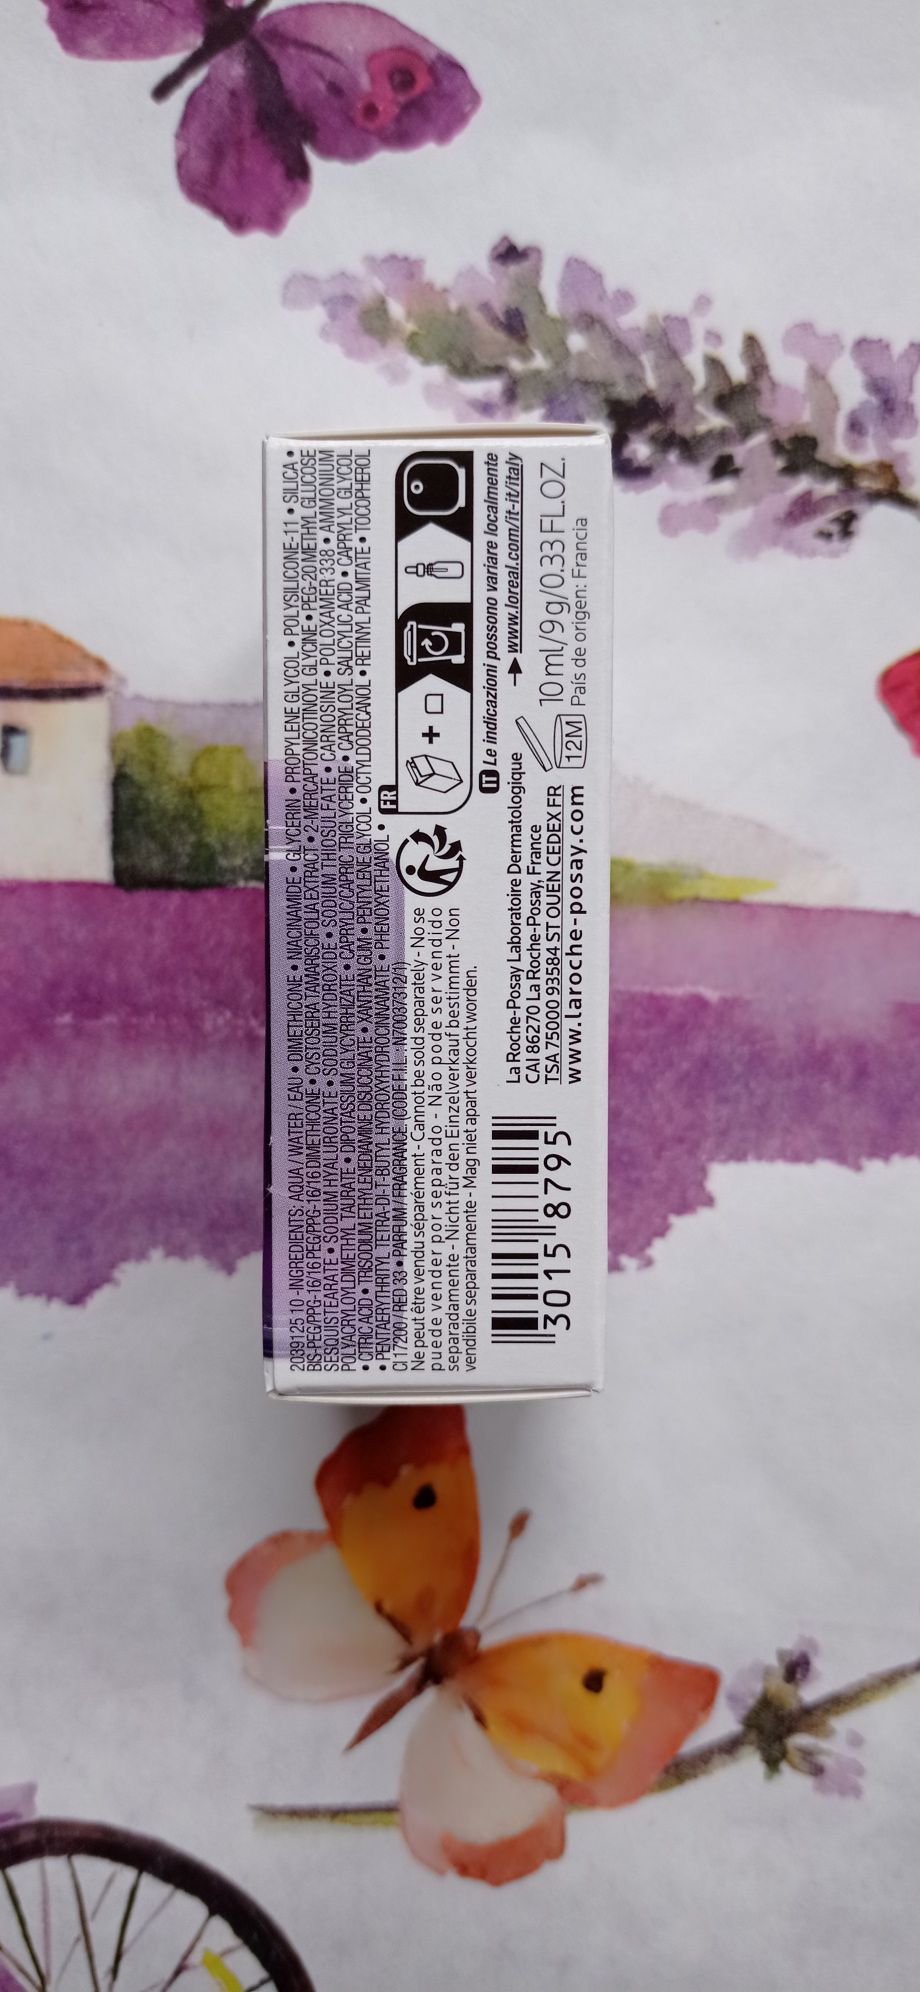 2039125 10 - INGREDIENTS: AQUA / WATER / EAU • DIMETHICONE • NIACINAMIDE • GLYCERIN • PROPYLENE GLYCOL • POLYSILICONE-11 • SILICA •
BIS-PEG/PPG-16/16 PEG/PPG-16/16 DIMETHICONE • CYSTOSEIRA TAMARISCIFOLIA EXTRACT • 2-MERCAPTONICOTINOYL GLYCINE • PEG-20 METHYL GLUCOSE
SESQUISTEARATE • SODIUM HYALURONATE • SODIUM HYDROXIDE • SODIUM THIOSULFATE • CARNOSINE • POLOXAMER 338 • AMMONIUM
POLYACRYLOYLDIMETHYL TAURATE • DIPOTASSIUM GLYCYRRHIZATE • CAPRYLIC/CAPRIC TRIGLYCERIDE • CAPRYLOYL SALICYLIC ACID • CAPRYLYL GLYCOL
• CITRIC ACID • TRISODIUM ETHYLENEDIAMINE DISUCCINATE • XANTHAN GUM • PENTYLENE GLYCOL • OCTYLDODECANOL • RETINYL PALMITATE • TOCOPHEROL
• PENTAERYTHRITYL TETRA-DI-T-BUTYL HYDROXYHYDROCINNAMATE • PHENOXYETHANOL •
CI 17200 / RED 33 • PARFUM / FRAGRANCE. (CODE F.I.L. : N70037312/1)
Ne peut être vendu séparément - Cannot be sold separately - No se
puede vender por separado - Não pode ser vendido
separadamente - Nicht für den Einzelverkauf bestimmt - Non
vendibile separatamente - Mag niet apart verkocht worden.
FR
+
IT Le indicazioni possono variare localmente
www.loreal.com/it-it/italy
La Roche-Posay Laboratoire Dermatologique
CAI 86270 La Roche-Posay, France
TSA 75000 93584 ST OUEN CEDEX FR
www.laroche-posay.com
12M
10 ml/9 g/0.33 FL.OZ.
País de origen: Francia
3015 8795